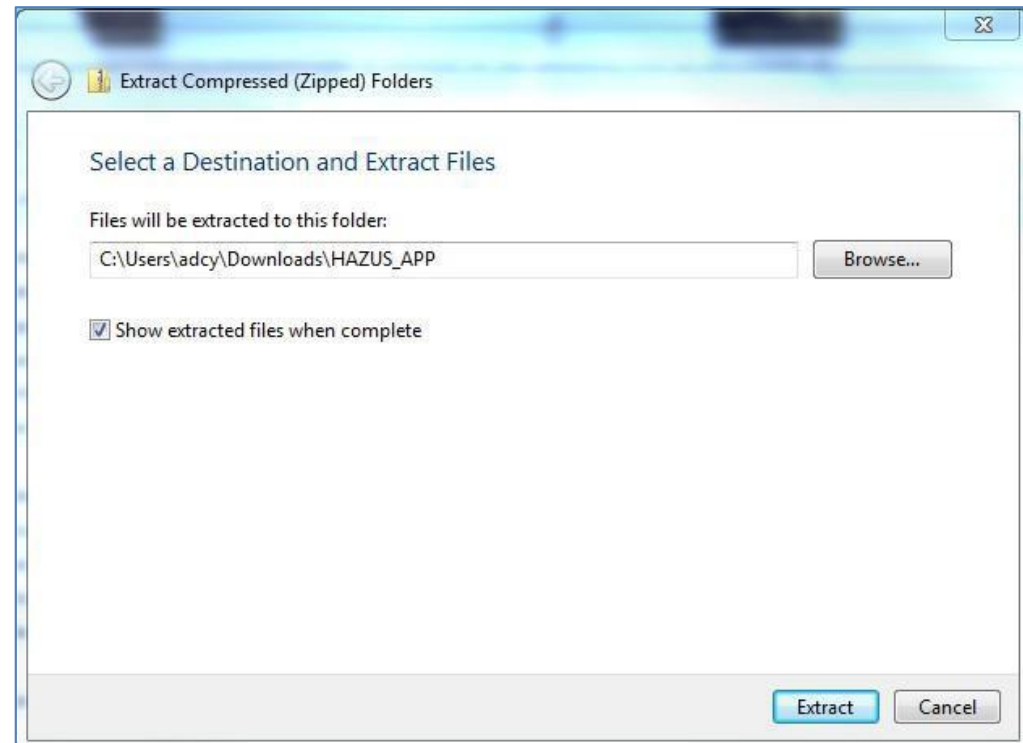 Extract Compressed (Zipped) Folders
Select a Destination and Extract Files
Files will be extracted to this folder:
C:\Users\adcy\Downloads\HAZUS_APP
Browse...
Show extracted files when complete
Extract
Cancel